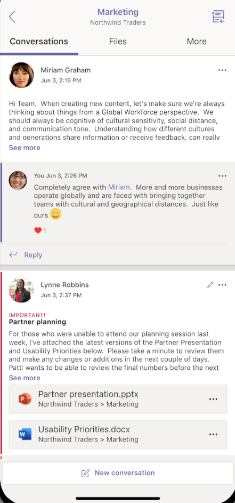 Marketing
Northwind Traders
Conversations
Files
More
Miriam Graham
Jun 3, 2:19 PM
Hi Team. When creating new content, let's make sure we're always
thinking about things from a Global Workforce perspective. We
should always be cognitive of cultural sensitivity, social distance,
and communication tone. Understanding how different cultures
and generations share information or receive feedback, can really
See more
You Jun 3, 2:26 PM
Completely agree with Miriam. More and more businesses
operate globally and are faced with bringing together
teams with cultural and geographical distances. Just like
ours 😄
❤️1
Reply
Lynne Robbins
Jun 3, 2:37 PM
IMPORTANT!
Partner planning
For those who were unable to attend our planning session last
week, I've attached the latest versions of the Partner Presentation
and Usability Priorities below. Please take a minute to review them
and make any changes or additions in the next couple of days.
Patti wants to be able to review the final numbers before the next
See more
Partner presentation.pptx
Northwind Traders > Marketing
Usability Priorities.docx
Northwind Traders > Marketing
New conversation